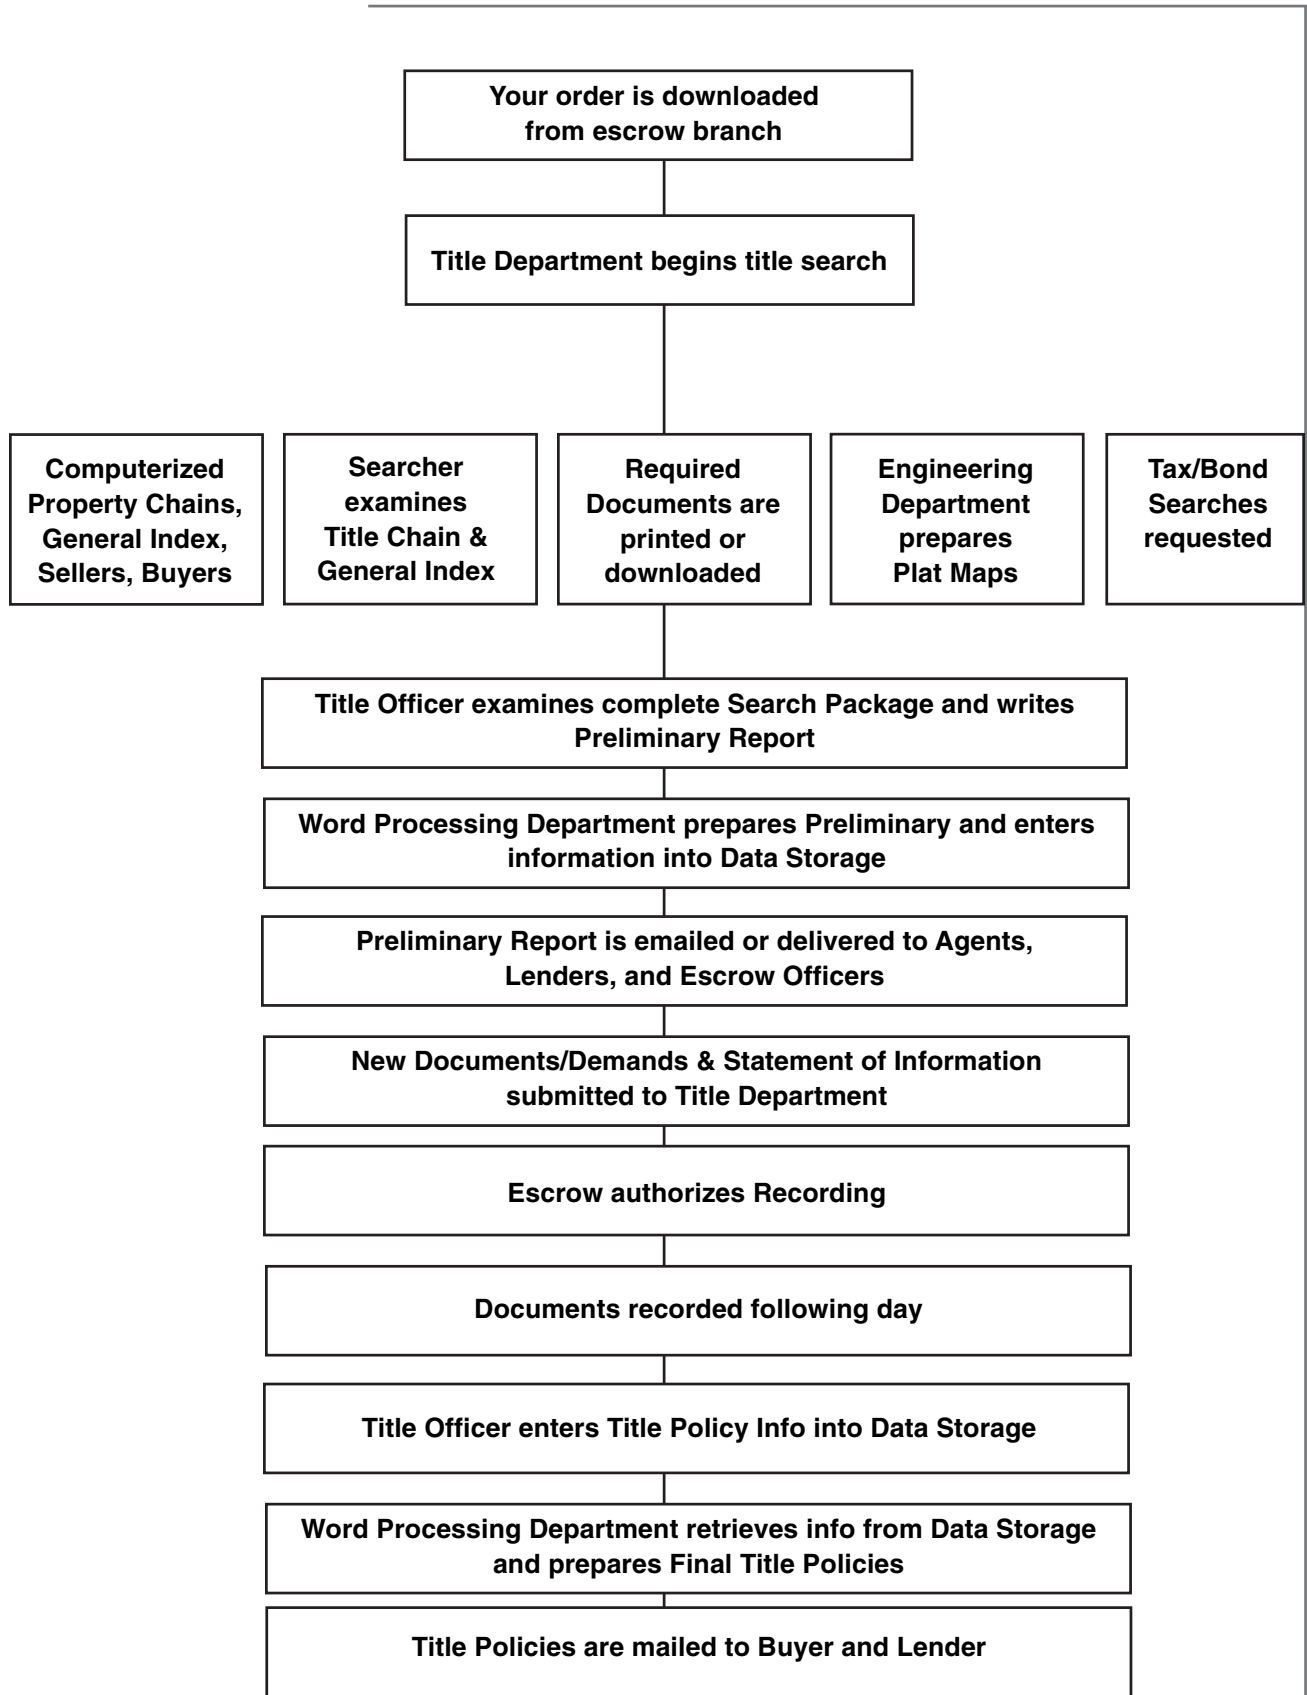 Your order is downloaded
from escrow branch
Title Department begins title search
Computerized
Property Chains,
General Index,
Sellers, Buyers
Searcher
examines
Title Chain &
General Index
Required
Documents are
printed or
downloaded
Engineering
Department
prepares
Plat Maps
Tax/Bond
Searches
requested
Title Officer examines complete Search Package and writes
Preliminary Report
Word Processing Department prepares Preliminary and enters
information into Data Storage
Preliminary Report is emailed or delivered to Agents,
Lenders, and Escrow Officers
New Documents/Demands & Statement of Information
submitted to Title Department
Escrow authorizes Recording
Documents recorded following day
Title Officer enters Title Policy Info into Data Storage
Word Processing Department retrieves info from Data Storage
and prepares Final Title Policies
Title Policies are mailed to Buyer and Lender